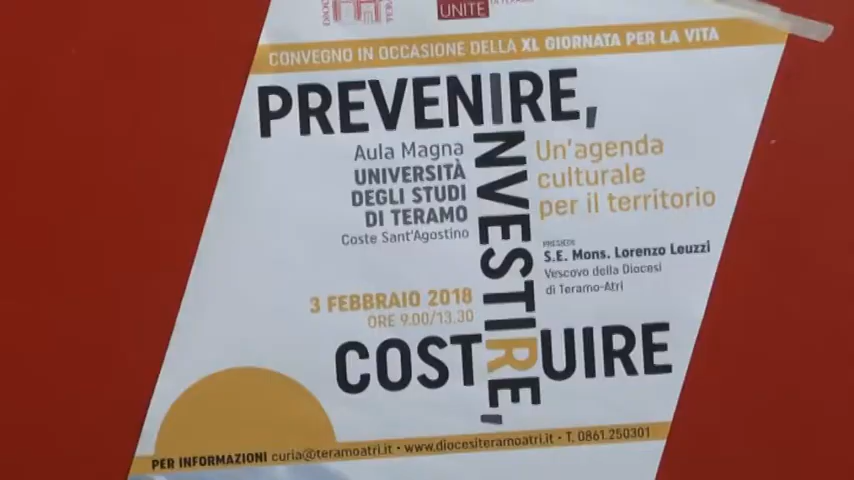 UNITE
CONVEGNO IN OCCASIONE DELLA XL GIORNATA PER LA VITA
PREVENIRE,
INVESTIRE,
Aula Magna
UNIVERSITÀ
DEGLI STUDI
DI TERAMO
Coste Sant'Agostino
Un'agenda
culturale
per il territorio
PRESIEDE
S.E. Mons. Lorenzo Leuzzi
Vescovo della Diocesi
di Teramo-Atri
3 FEBBRAIO 2018
ORE 9.00/13.30
COSTRUIRE
PER INFORMAZIONI curia@teramoatri.it • www.diocesiteramoatri.it • T. 0861.250301